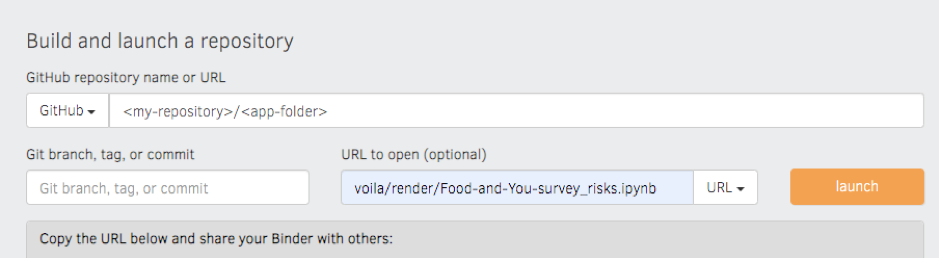 Build and launch a repository
GitHub repository name or URL
GitHub <my-repository>/<app-folder>
Git branch, tag, or commit URL to open (optional)
Git branch, tag, or commit voila/render/Food-and-You-survey_risks.ipynb URL launch
Copy the URL below and share your Binder with others: